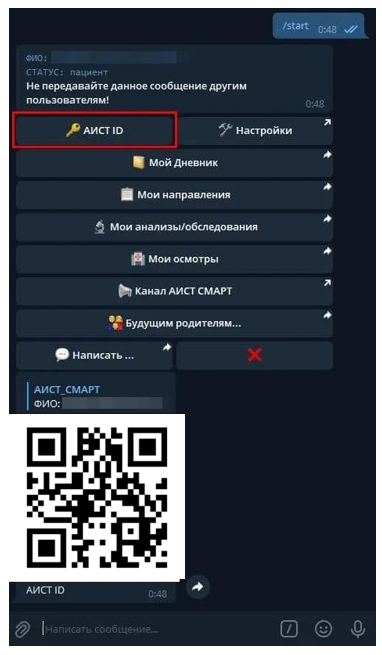 /start 0:48
ФИО:
СТАТУС: пациент
Не передавайте данное сообщение другим
пользователям!
0:48
АИСТ ID
Настройки
Мой Дневник
Мои направления
Мои анализы/обследования
Мои осмотры
Канал АИСТ СМАРТ
Будущим родителям...
Написать ...
АИСТ_СМАРТ
ФИО:
АИСТ ID 0:48
Написать сообщение...